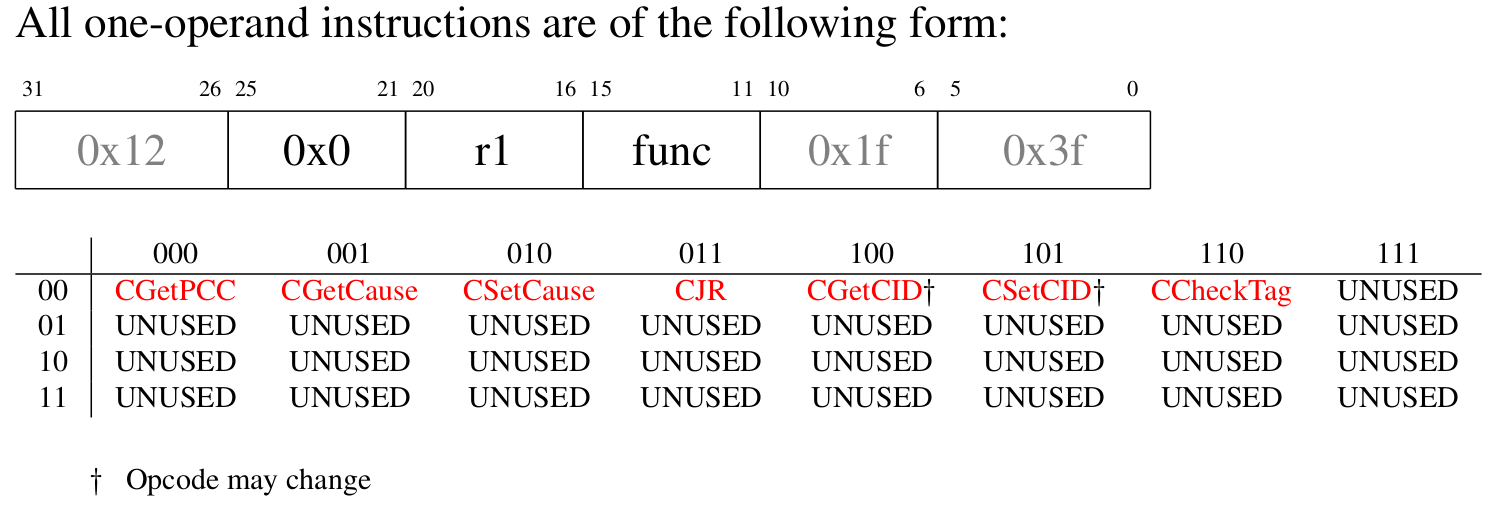 All one-operand instructions are of the following form:
31 26 25 21 20 16 15 11 10 6 5 0
0x12 0x0 r1 func 0x1f 0x3f
000 001 010 011 100 101 110 111
00 CGetPCC CGetCause CSetCause CJR CGetCID† CSetCID† CCheckTag UNUSED
01 UNUSED UNUSED UNUSED UNUSED UNUSED UNUSED UNUSED UNUSED
10 UNUSED UNUSED UNUSED UNUSED UNUSED UNUSED UNUSED UNUSED
11 UNUSED UNUSED UNUSED UNUSED UNUSED UNUSED UNUSED UNUSED
† Opcode may change